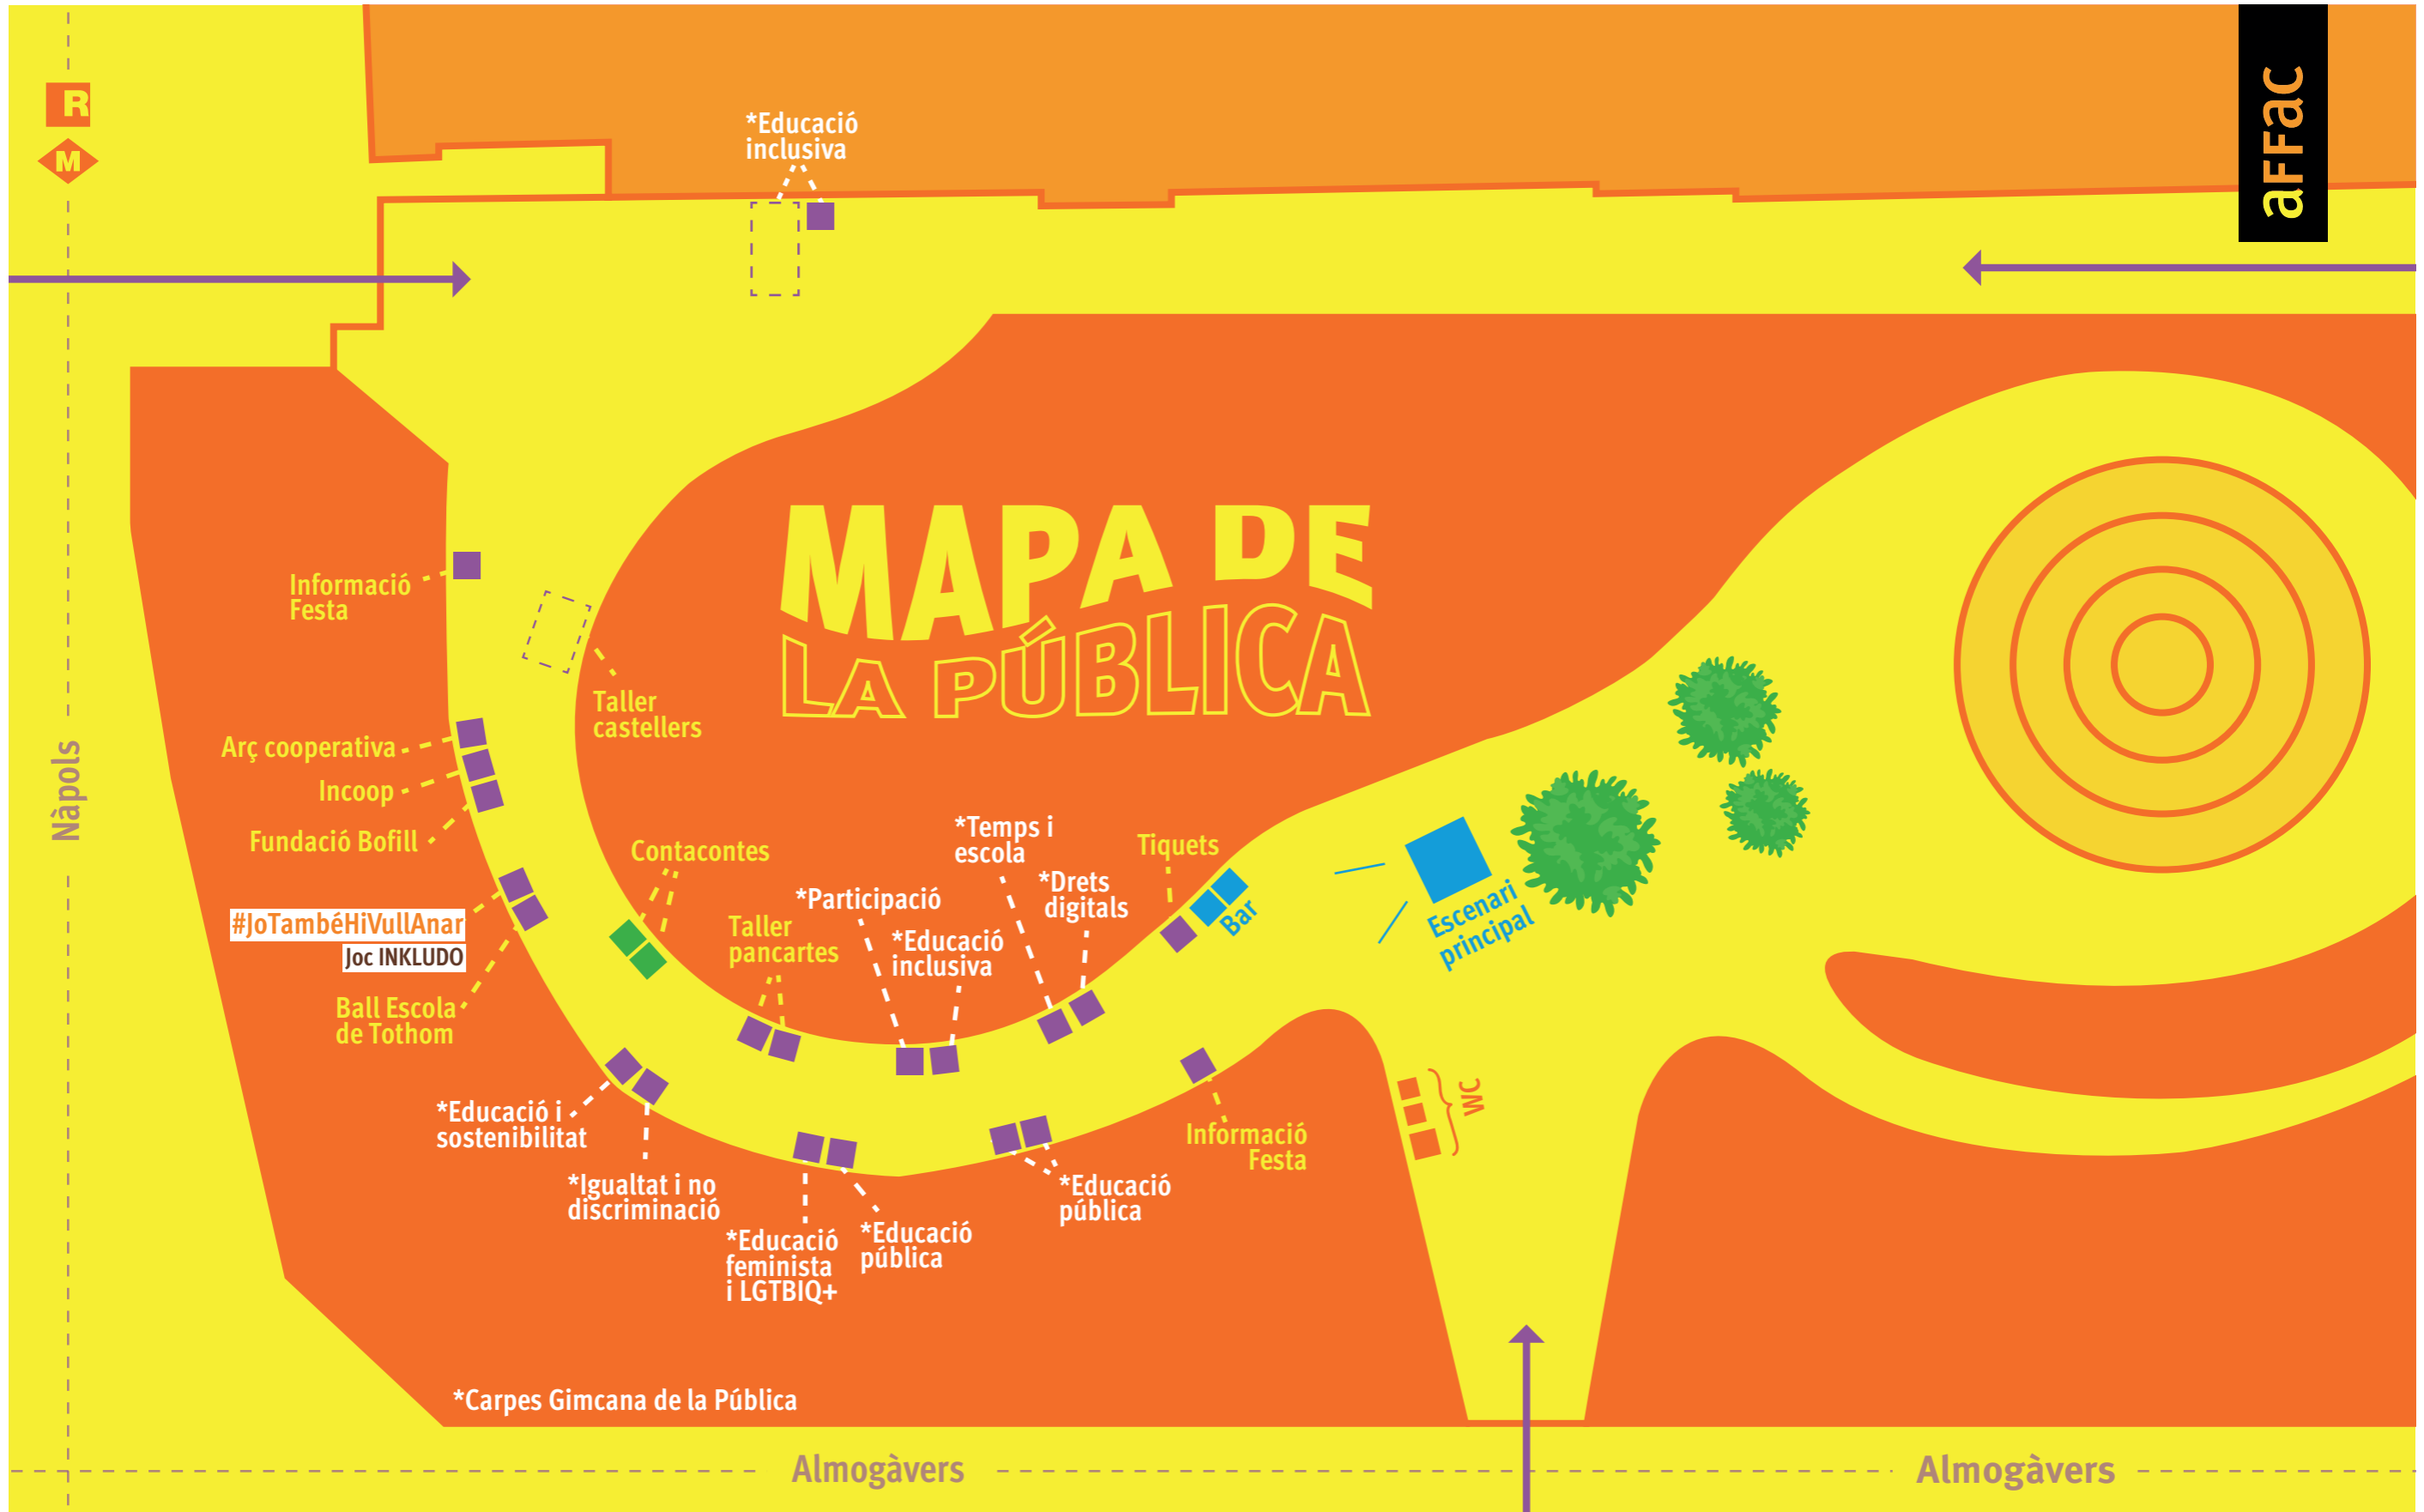 R
M
*Educació
inclusiva
aFFac
MAPA DE
LA PÚBLICA
Informació
Festa
Taller
castellers
Arç cooperativa
Incoop
Fundació Bofill
Nàpols
#JoTambéHiVullAnar
Joc INKLUDO
Ball Escola
de Tothom
Contacontes
Taller
pancartes
*Participació
*Educació
inclusiva
*Temps i
escola
*Drets
digitals
Tiquets
Bar
Escenari
principal
WC
*Educació i
sostenibilitat
*Igualtat i no
discriminació
*Educació
feminista
i LGTBIQ+
*Educació
pública
*Educació
pública
Informació
Festa
*Carpes Gimcana de la Pública
Almogàvers
Almogàvers